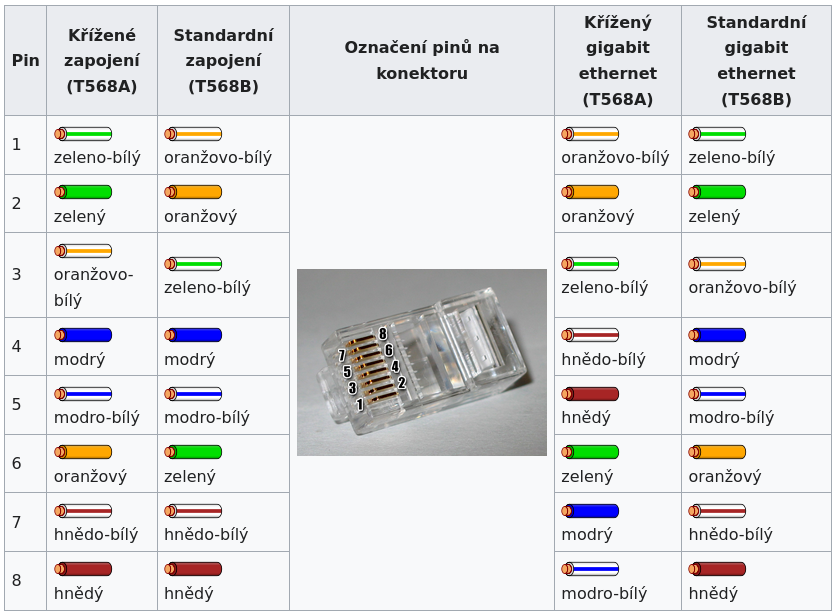 Pin
Křížené
zapojení
(T568A)
Standardní
zapojení
(T568B)
Označení pinů na
konektoru
Křížený
gigabit
ethernet
(T568A)
Standardní
gigabit
ethernet
(T568B)
1
zeleno-bílý
oranžovo-bílý
oranžovo-bílý
zeleno-bílý
2
zelený
oranžový
oranžový
zelený
3
oranžovo-
bílý
zeleno-bílý
zeleno-bílý
oranžovo-bílý
4
modrý
modrý
hnědo-bílý
modrý
5
modro-bílý
modro-bílý
hnědý
modro-bílý
6
oranžový
zelený
zelený
oranžový
7
hnědo-bílý
hnědo-bílý
modrý
hnědo-bílý
8
hnědý
hnědý
modro-bílý
hnědý
8
7
6
5
4
3
2
1